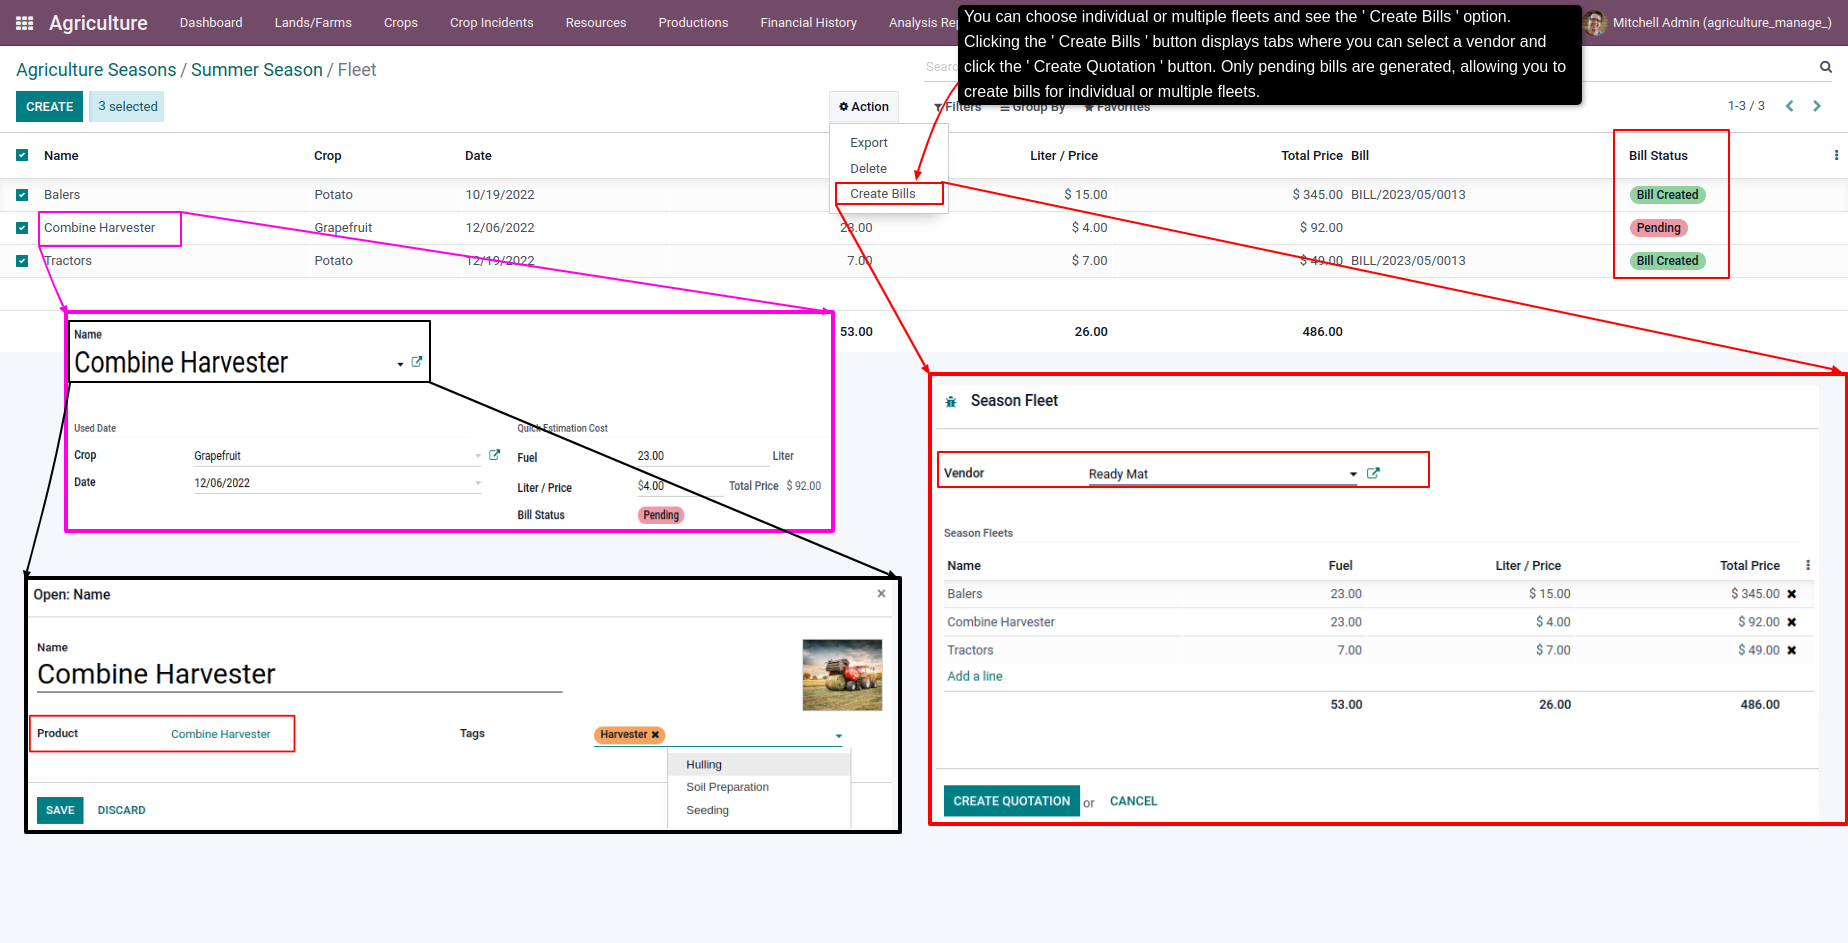 Agriculture Dashboard Lands/Farms Crops Crop Incidents Resources Productions Financial History Analysis Mitchell Admin (agriculture_manage_)
You can choose individual or multiple fleets and see the ' Create Bills ' option.
Clicking the ' Create Bills ' button displays tabs where you can select a vendor and
click the ' Create Quotation ' button. Only pending bills are generated, allowing you to
create bills for individual or multiple fleets.
Agriculture Seasons / Summer Season / Fleet
CREATE 3 selected Action Filters Group By Favorites 1-3 / 3
Export
Delete
Create Bills
Name Crop Date Liter / Price Total Price Bill Bill Status
Balers Potato 10/19/2022 $ 15.00 $ 345.00 BILL/2023/05/0013 Bill Created
Combine Harvester Grapefruit 12/06/2022 23.00 $ 4.00 $ 92.00 Pending
Tractors Potato 12/19/2022 7.00 $ 7.00 $ 49.00 BILL/2023/05/0013 Bill Created
53.00 26.00 486.00
Name
Combine Harvester
Used Date Quick Estimation Cost
Crop Grapefruit Fuel 23.00 Liter
Date 12/06/2022 Liter / Price $4.00 Total Price $ 92.00
Bill Status Pending
Open: Name ×
Name
Combine Harvester
Product Combine Harvester Tags Harvester ✖
Hulling
Soil Preparation
Seeding
SAVE DISCARD
Season Fleet
Vendor Ready Mat
Season Fleets
Name Fuel Liter / Price Total Price
Balers 23.00 $ 15.00 $ 345.00 ✖
Combine Harvester 23.00 $ 4.00 $ 92.00 ✖
Tractors 7.00 $ 7.00 $ 49.00 ✖
Add a line
53.00 26.00 486.00
CREATE QUOTATION or CANCEL